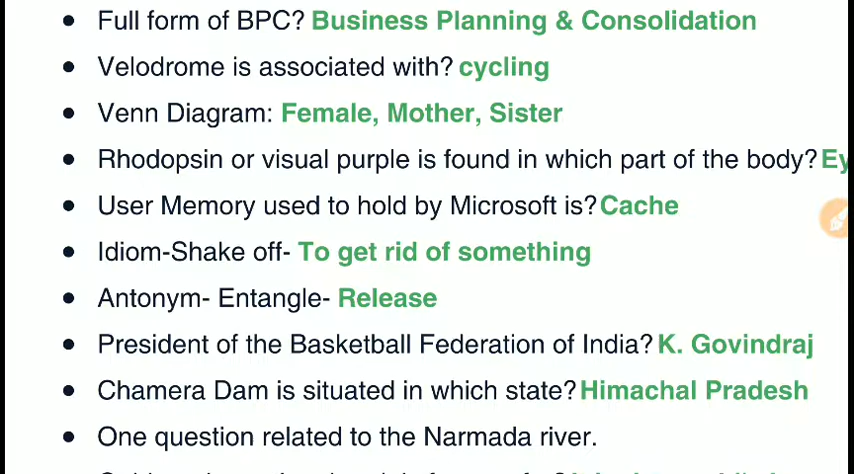 • Full form of BPC? Business Planning & Consolidation
• Velodrome is associated with? cycling
• Venn Diagram: Female, Mother, Sister
• Rhodopsin or visual purple is found in which part of the body? Ey
• User Memory used to hold by Microsoft is? Cache
• Idiom-Shake off- To get rid of something
• Antonym- Entangle- Release
• President of the Basketball Federation of India? K. Govindraj
• Chamera Dam is situated in which state? Himachal Pradesh
• One question related to the Narmada river.